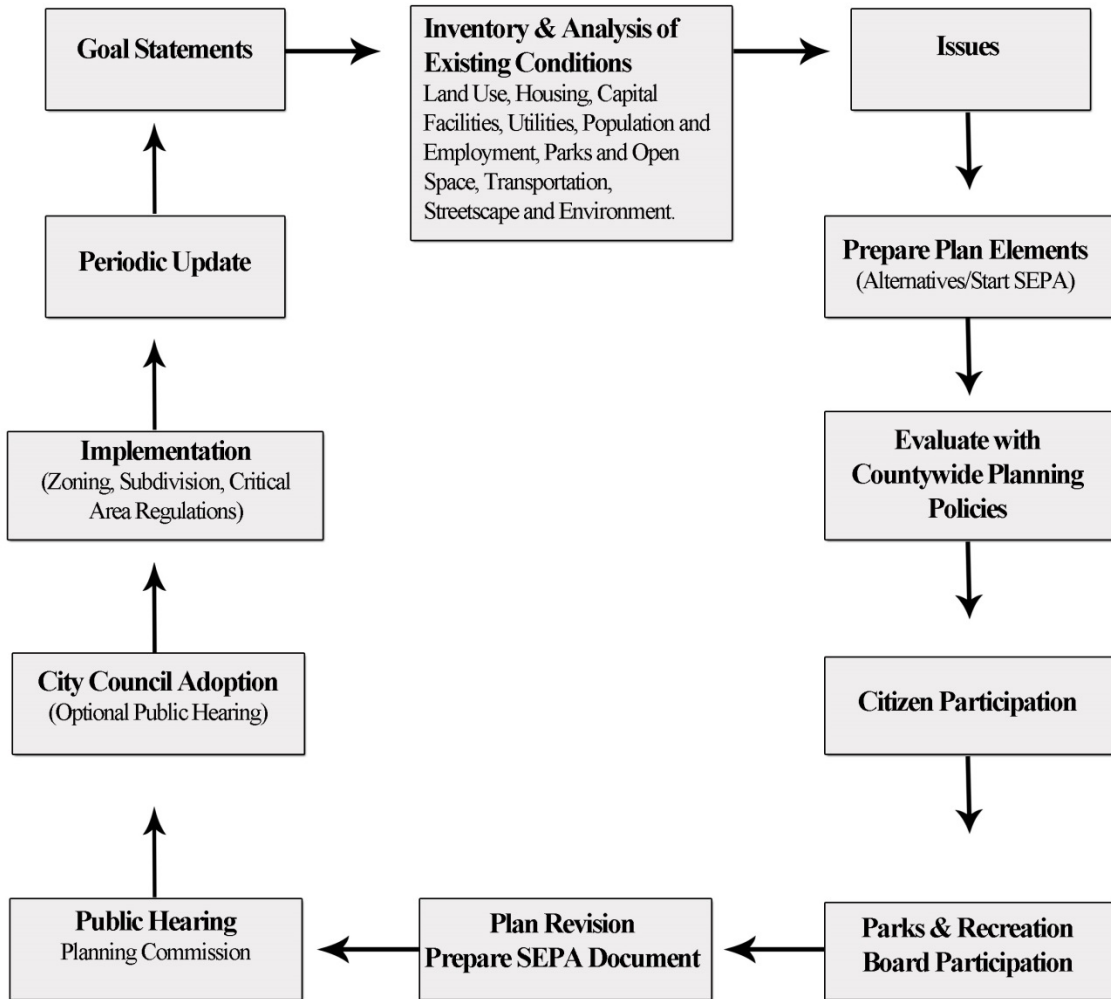 Goal Statements
Inventory & Analysis of
Existing Conditions
Land Use, Housing, Capital
Facilities, Utilities, Population and
Employment, Parks and Open
Space, Transportation,
Streetscape and Environment.
Issues
Prepare Plan Elements
(Alternatives/Start SEPA)
Evaluate with
Countywide Planning
Policies
Citizen Participation
Parks & Recreation
Board Participation
Plan Revision
Prepare SEPA Document
Public Hearing
Planning Commission
City Council Adoption
(Optional Public Hearing)
Implementation
(Zoning, Subdivision, Critical
Area Regulations)
Periodic Update